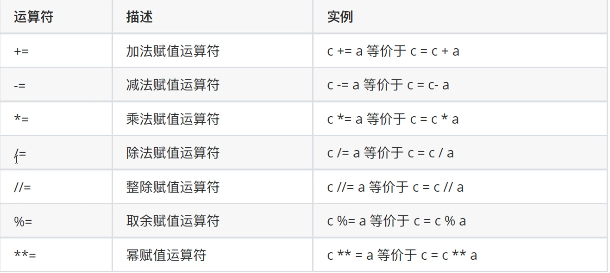 运算符 描述 实例
+= 加法赋值运算符 c += a 等价于 c = c + a
-= 减法赋值运算符 c -= a 等价于 c = c- a
*= 乘法赋值运算符 c *= a 等价于 c = c * a
/= 除法赋值运算符 c /= a 等价于 c = c / a
//= 整除赋值运算符 c //= a 等价于 c = c // a
%= 取余赋值运算符 c %= a 等价于 c = c % a
**= 幂赋值运算符 c ** = a 等价于 c = c ** a